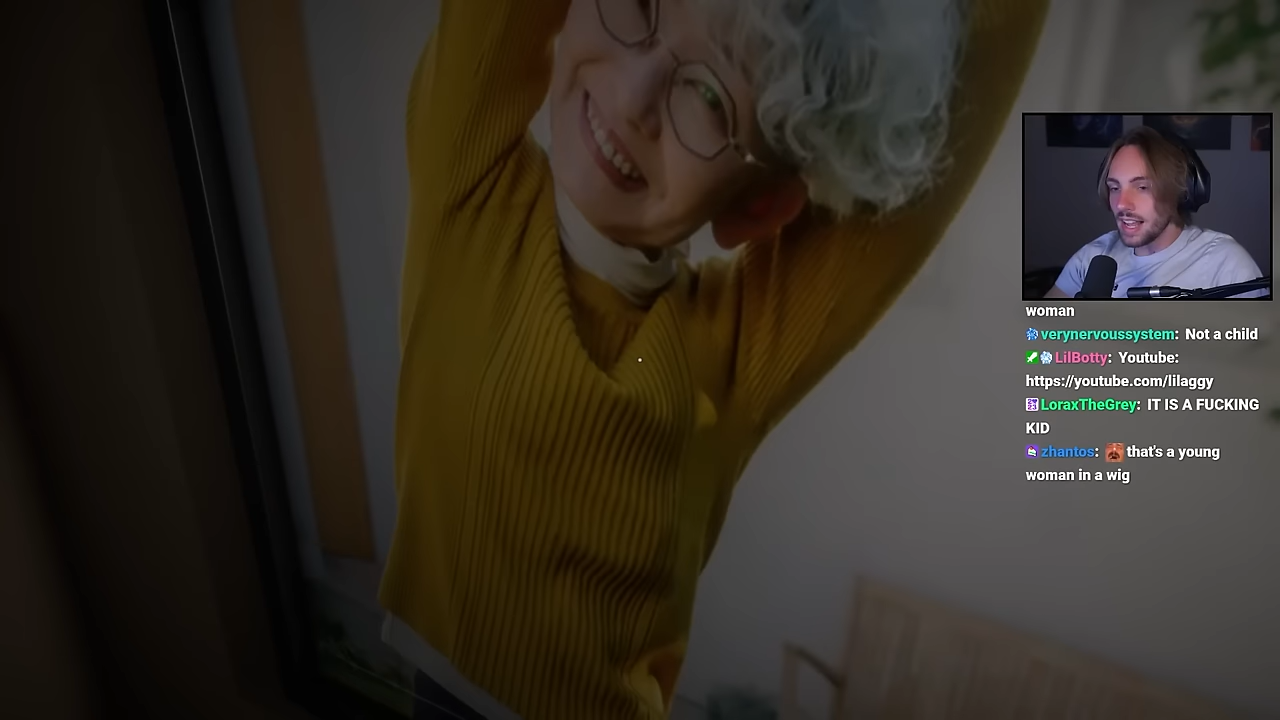 woman
verynervoussystem: Not a child
LilBotty: Youtube:
https://youtube.com/lilaggy
LoraxTheGrey: IT IS A FUCKING
KID
zhantos: that's a young
woman in a wig